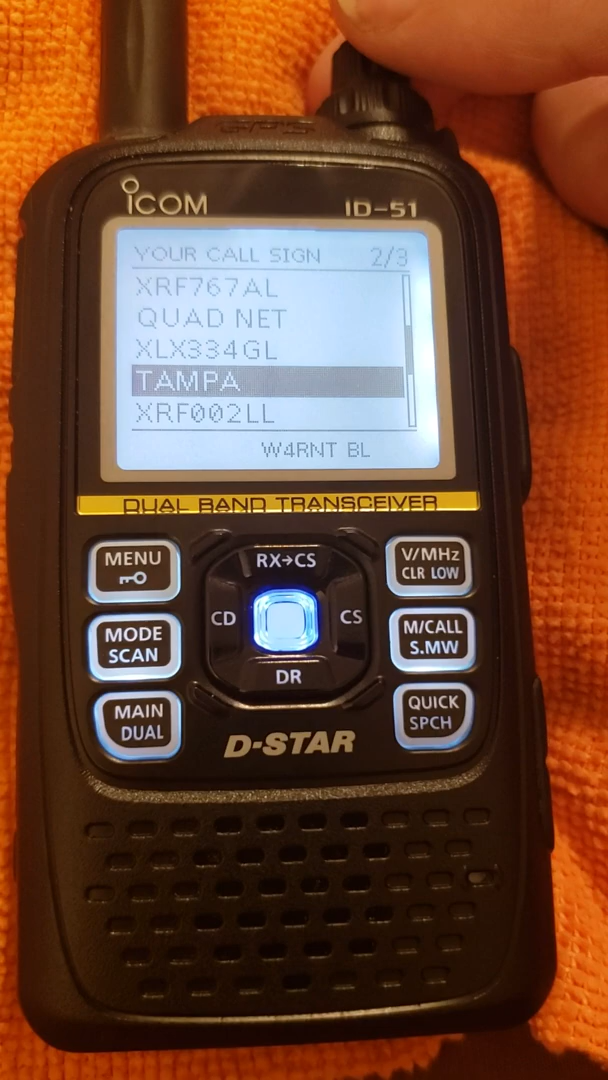 GPS
ICOM
ID-51
YOUR CALL SIGN 2/3
XRF767AL
QUAD NET
XLX334GL
TAMPA
XRF002LL
W4RNT BL
DUAL BAND TRANSCEIVER
MENU
RX→CS
V/MHz
CLR LOW
CD
CS
MODE
SCAN
M/CALL
S.MW
DR
MAIN
DUAL
QUICK
SPCH
D-STAR